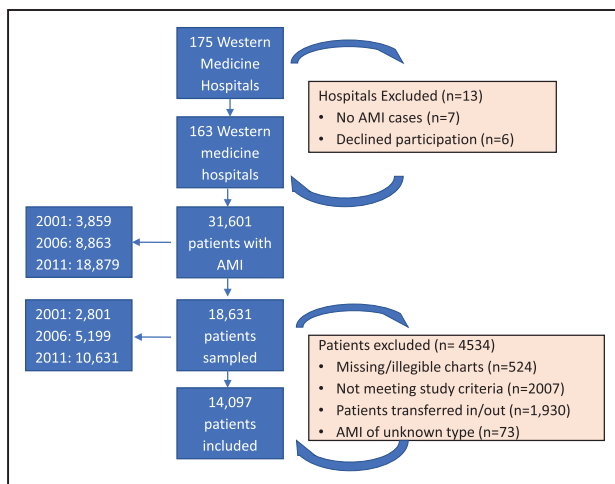 175 Western
Medicine
Hospitals
Hospitals Excluded (n=13)
• No AMI cases (n=7)
• Declined participation (n=6)
163 Western
medicine
hospitals
31,601
patients with
AMI
2001: 3,859
2006: 8,863
2011: 18,879
18,631
patients
sampled
2001: 2,801
2006: 5,199
2011: 10,631
Patients excluded (n= 4534)
• Missing/illegible charts (n=524)
• Not meeting study criteria (n=2007)
• Patients transferred in/out (n=1,930)
• AMI of unknown type (n=73)
14,097
patients
included